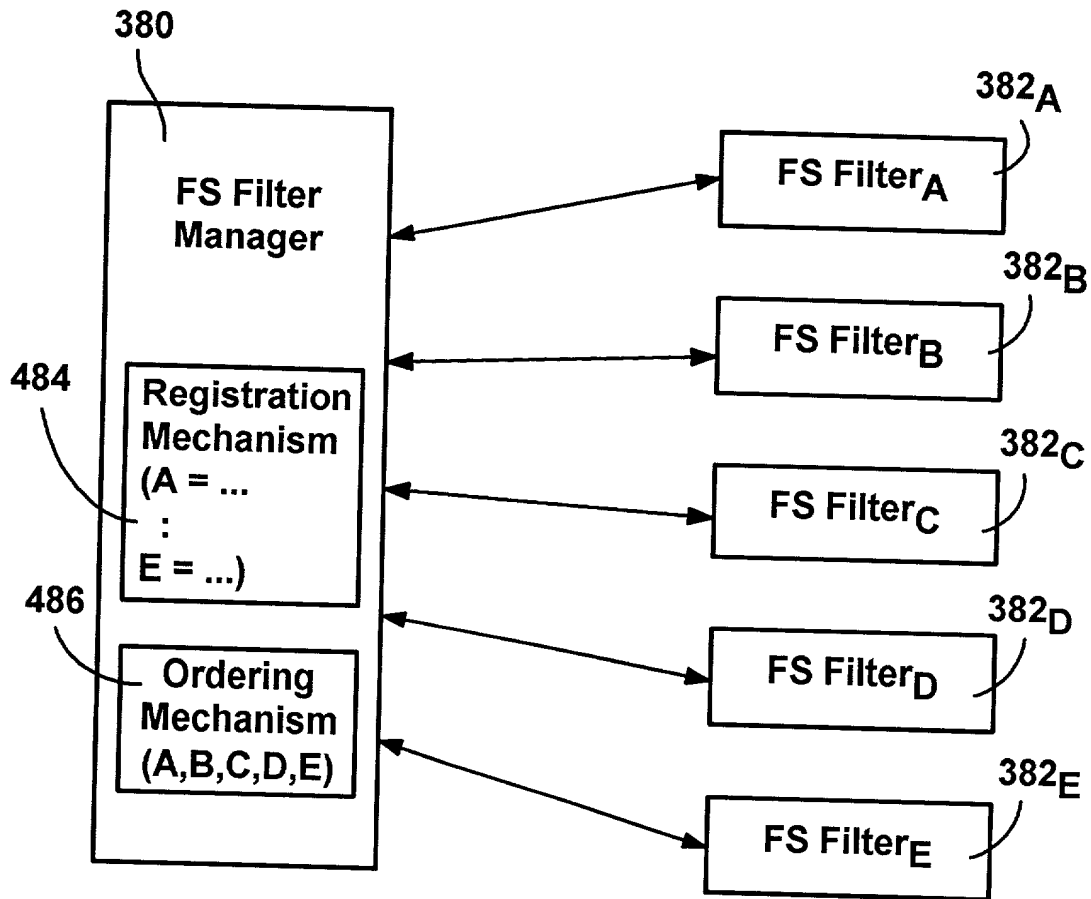 380
FS Filter
Manager
484
Registration
Mechanism
(A = ...
:
E = ...)
486
Ordering
Mechanism
(A,B,C,D,E)
382A
FS FilterA
382B
FS FilterB
382C
FS FilterC
382D
FS FilterD
382E
FS FilterE